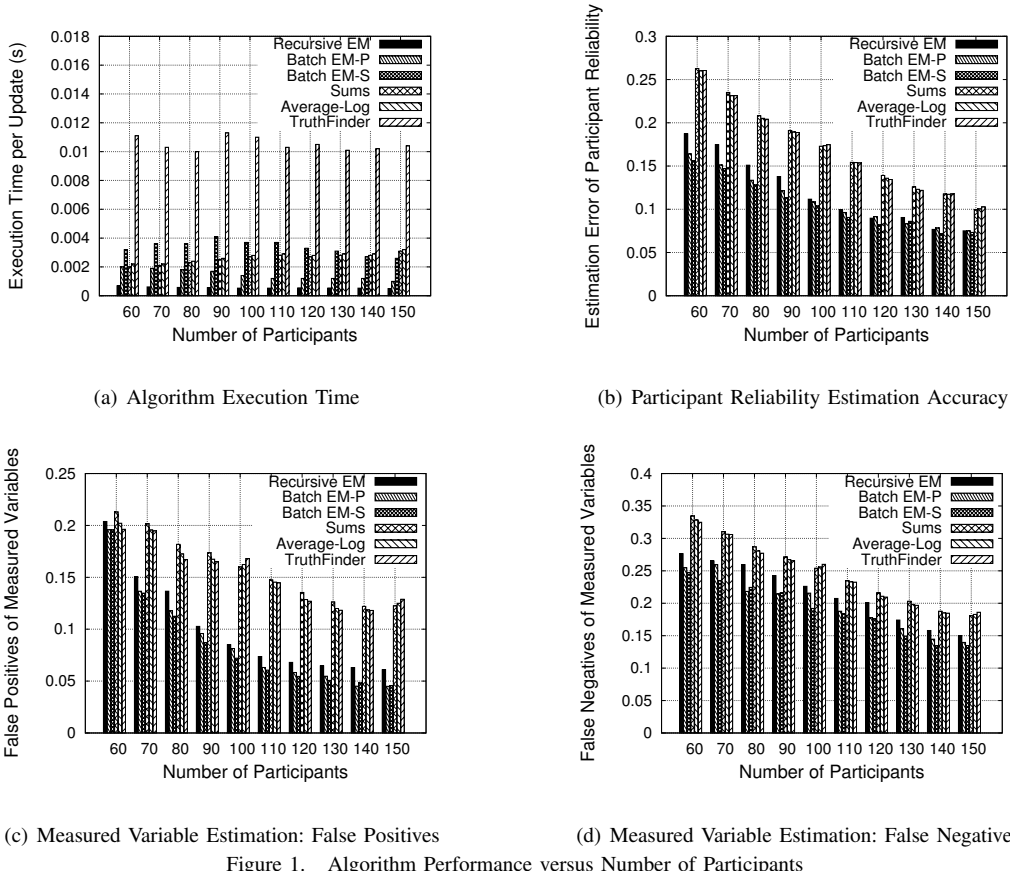 Execution Time per Update (s)
0.018
0.016
0.014
0.012
0.01
0.008
0.006
0.004
0.002
0
Recursive EM
Batch EM-P
Batch EM-S
Sums
Average-Log
TruthFinder
60 70 80 90 100 110 120 130 140 150
Number of Participants
(a) Algorithm Execution Time
Estimation Error of Participant Reliability
0.3
0.25
0.2
0.15
0.1
0.05
0
Recursive EM
Batch EM-P
Batch EM-S
Sums
Average-Log
TruthFinder
60 70 80 90 100 110 120 130 140 150
Number of Participants
(b) Participant Reliability Estimation Accuracy
False Positives of Measured Variables
0.25
0.2
0.15
0.1
0.05
0
Recursive EM
Batch EM-P
Batch EM-S
Sums
Average-Log
TruthFinder
60 70 80 90 100 110 120 130 140 150
Number of Participants
(c) Measured Variable Estimation: False Positives
False Negatives of Measured Variables
0.4
0.35
0.3
0.25
0.2
0.15
0.1
0.05
0
Recursive EM
Batch EM-P
Batch EM-S
Sums
Average-Log
TruthFinder
60 70 80 90 100 110 120 130 140 150
Number of Participants
(d) Measured Variable Estimation: False Negative
Figure 1. Algorithm Performance versus Number of Participants